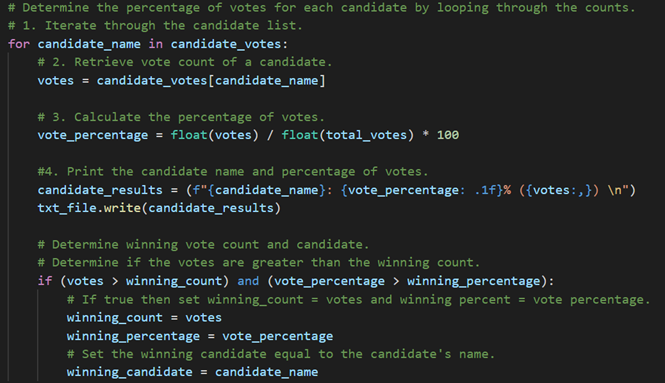 # Determine the percentage of votes for each candidate by looping through the counts.
# 1. Iterate through the candidate list.
for candidate_name in candidate_votes:
    # 2. Retrieve vote count of a candidate.
    votes = candidate_votes[candidate_name]

    # 3. Calculate the percentage of votes.
    vote_percentage = float(votes) / float(total_votes) * 100

    #4. Print the candidate name and percentage of votes.
    candidate_results = (f"{candidate_name}: {vote_percentage: .1f}% ({votes:,}) \n")
    txt_file.write(candidate_results)

    # Determine winning vote count and candidate.
    # Determine if the votes are greater than the winning count.
    if (votes > winning_count) and (vote_percentage > winning_percentage):
        # If true then set winning_count = votes and winning percent = vote percentage.
        winning_count = votes
        winning_percentage = vote_percentage
        # Set the winning candidate equal to the candidate's name.
        winning_candidate = candidate_name